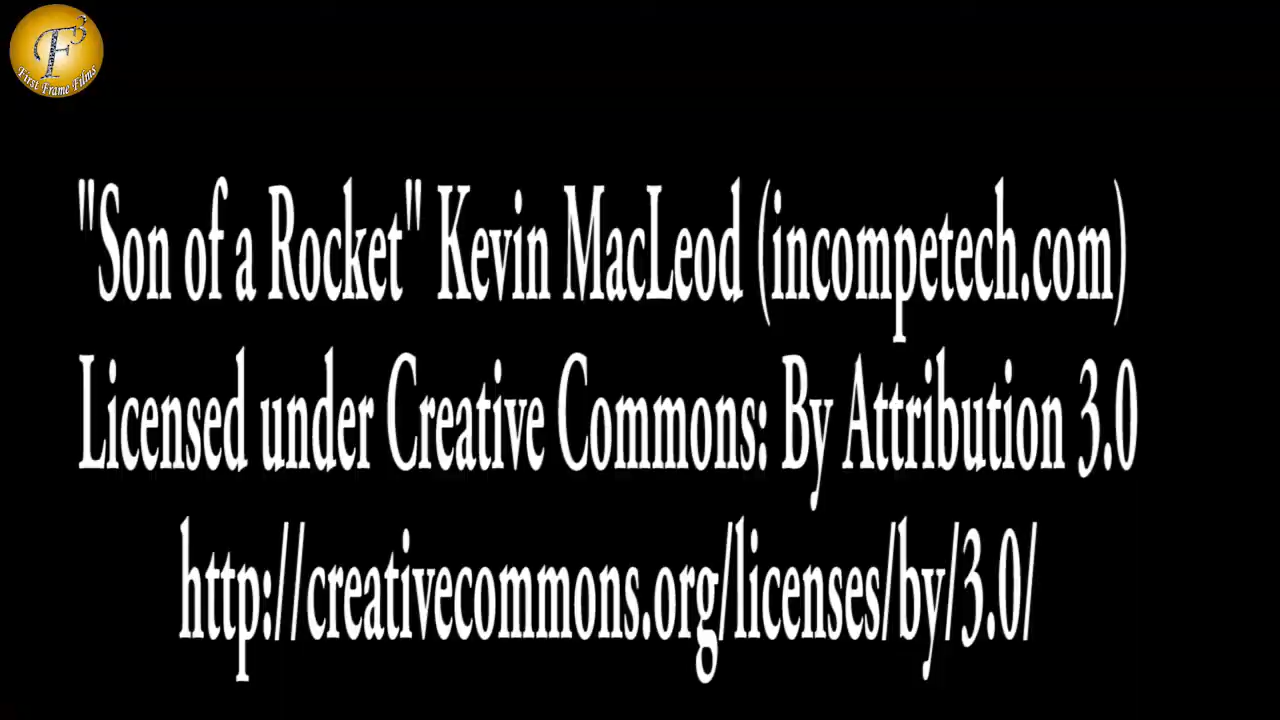 F3
First Frame Films
"Son of a Rocket" Kevin MacLeod (incompetech.com)
Licensed under Creative Commons: By Attribution 3.0
http://creativecommons.org/licenses/by/3.0/